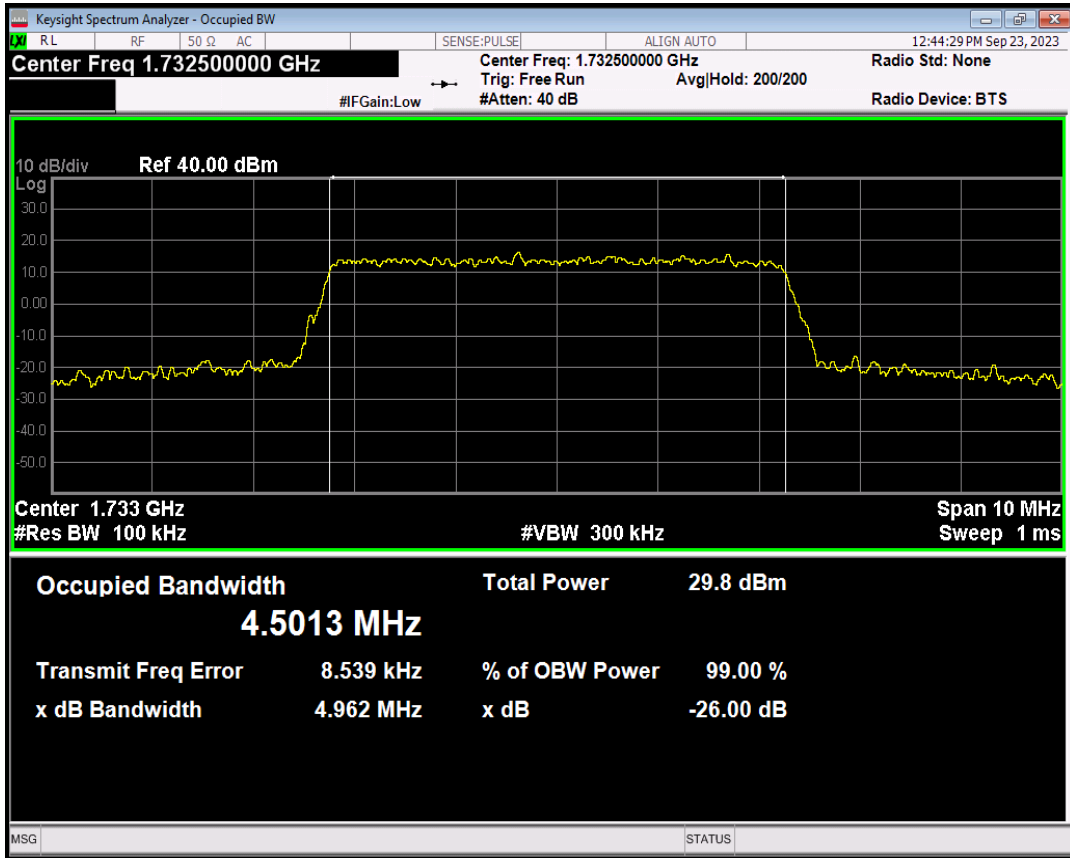 Keysight Spectrum Analyzer - Occupied BW
LXI RL RF 50 Ω AC SENSE:PULSE ALIGN AUTO 12:44:29 PM Sep 23, 2023
Center Freq 1.732500000 GHz
Center Freq: 1.732500000 GHz
Radio Std: None
Trig: Free Run Avg|Hold: 200/200
#IFGain:Low #Atten: 40 dB Radio Device: BTS
10 dB/div Ref 40.00 dBm
Log
30.0
20.0
10.0
0.00
-10.0
-20.0
-30.0
-40.0
-50.0
Center 1.733 GHz Span 10 MHz
#Res BW 100 kHz #VBW 300 kHz Sweep 1 ms
Occupied Bandwidth Total Power 29.8 dBm
4.5013 MHz
Transmit Freq Error 8.539 kHz % of OBW Power 99.00 %
x dB Bandwidth 4.962 MHz x dB -26.00 dB
MSG STATUS